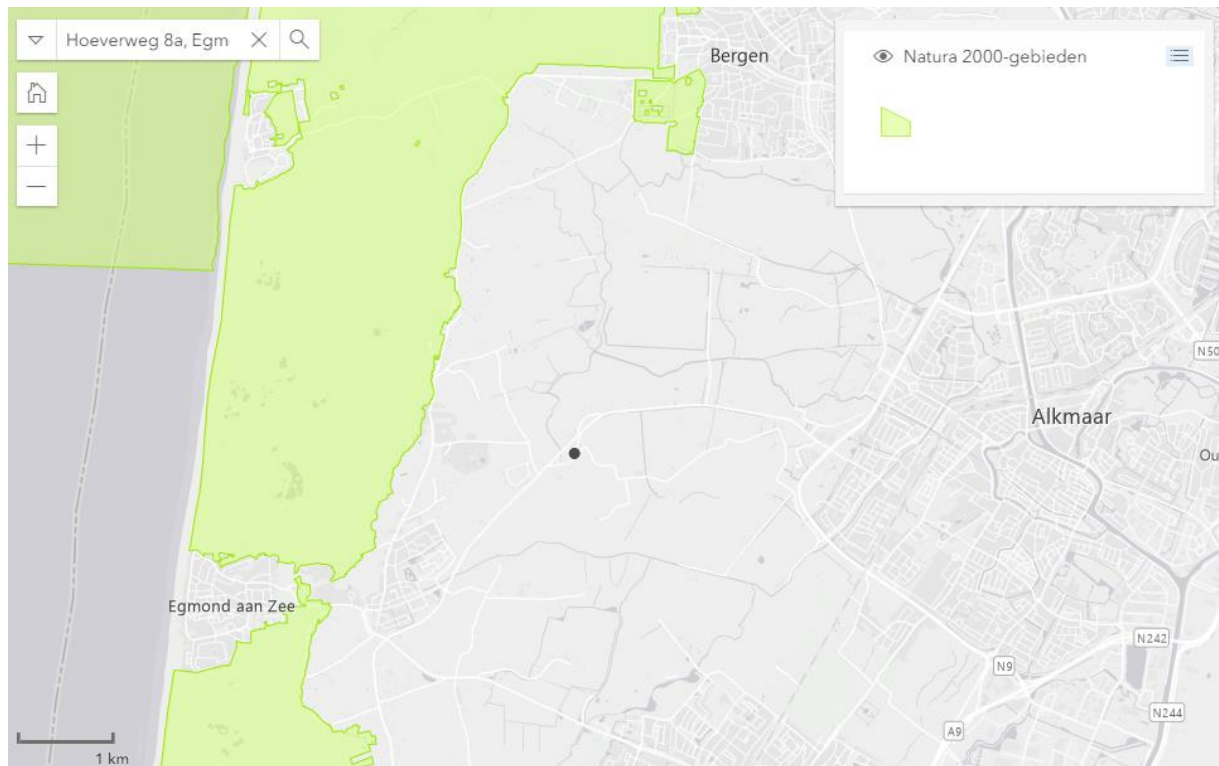 Hoeverweg 8a, Egm
Bergen
Natura 2000-gebieden
N50
Alkmaar
Ou
Egmond aan Zee
N242
N9
N244
A9
1 km